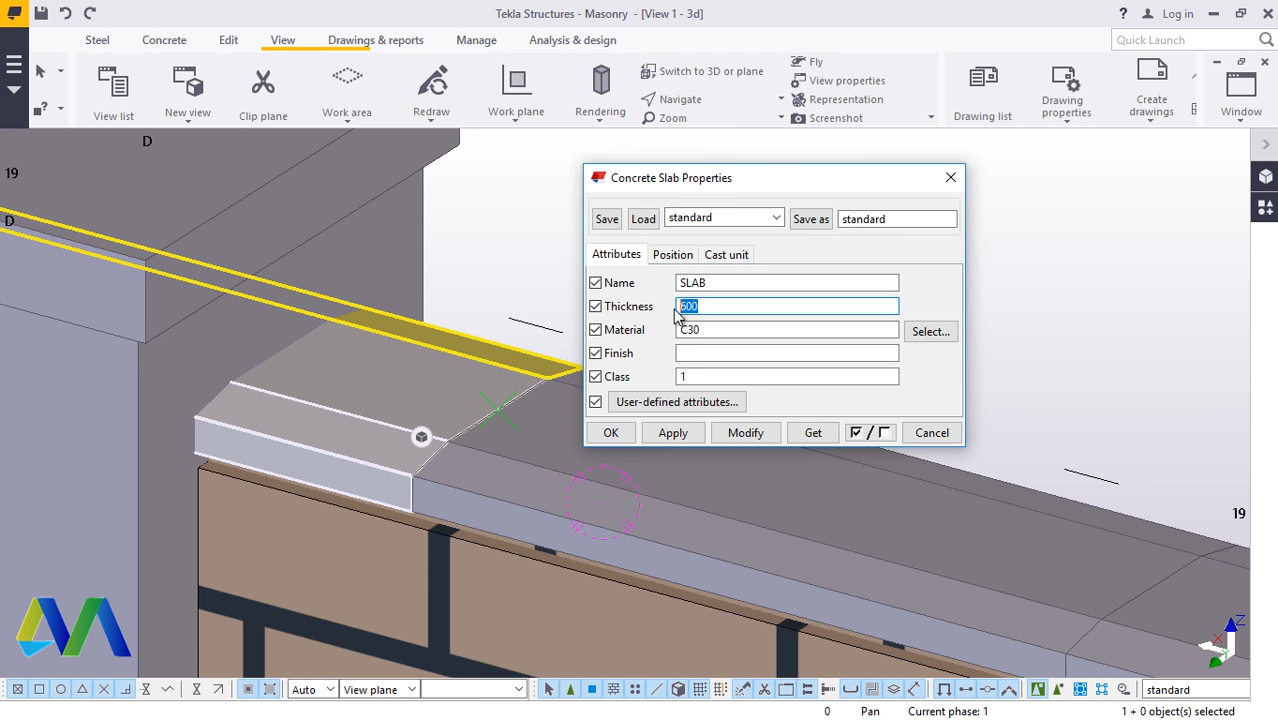 Tekla Structures - Masonry - [View 1 - 3d]
? Log in
Steel Concrete Edit View Drawings & reports Manage Analysis & design Quick Launch
View list
New view
Clip plane
Work area
Redraw
Work plane
Switch to 3D or plane
Navigate
Zoom
Rendering
Fly
View properties
Representation
Screenshot
Drawing list
Drawing properties
Create drawings
Window
D
19
D
19
Concrete Slab Properties
Save Load standard Save as standard
Attributes Position Cast unit
Name SLAB
Thickness 600
Material C30 Select...
Finish
Class 1
User-defined attributes...
OK Apply Modify Get / Cancel
Z
X
Y
Auto View plane standard
0 Pan Current phase: 1 1 + 0 object(s) selected